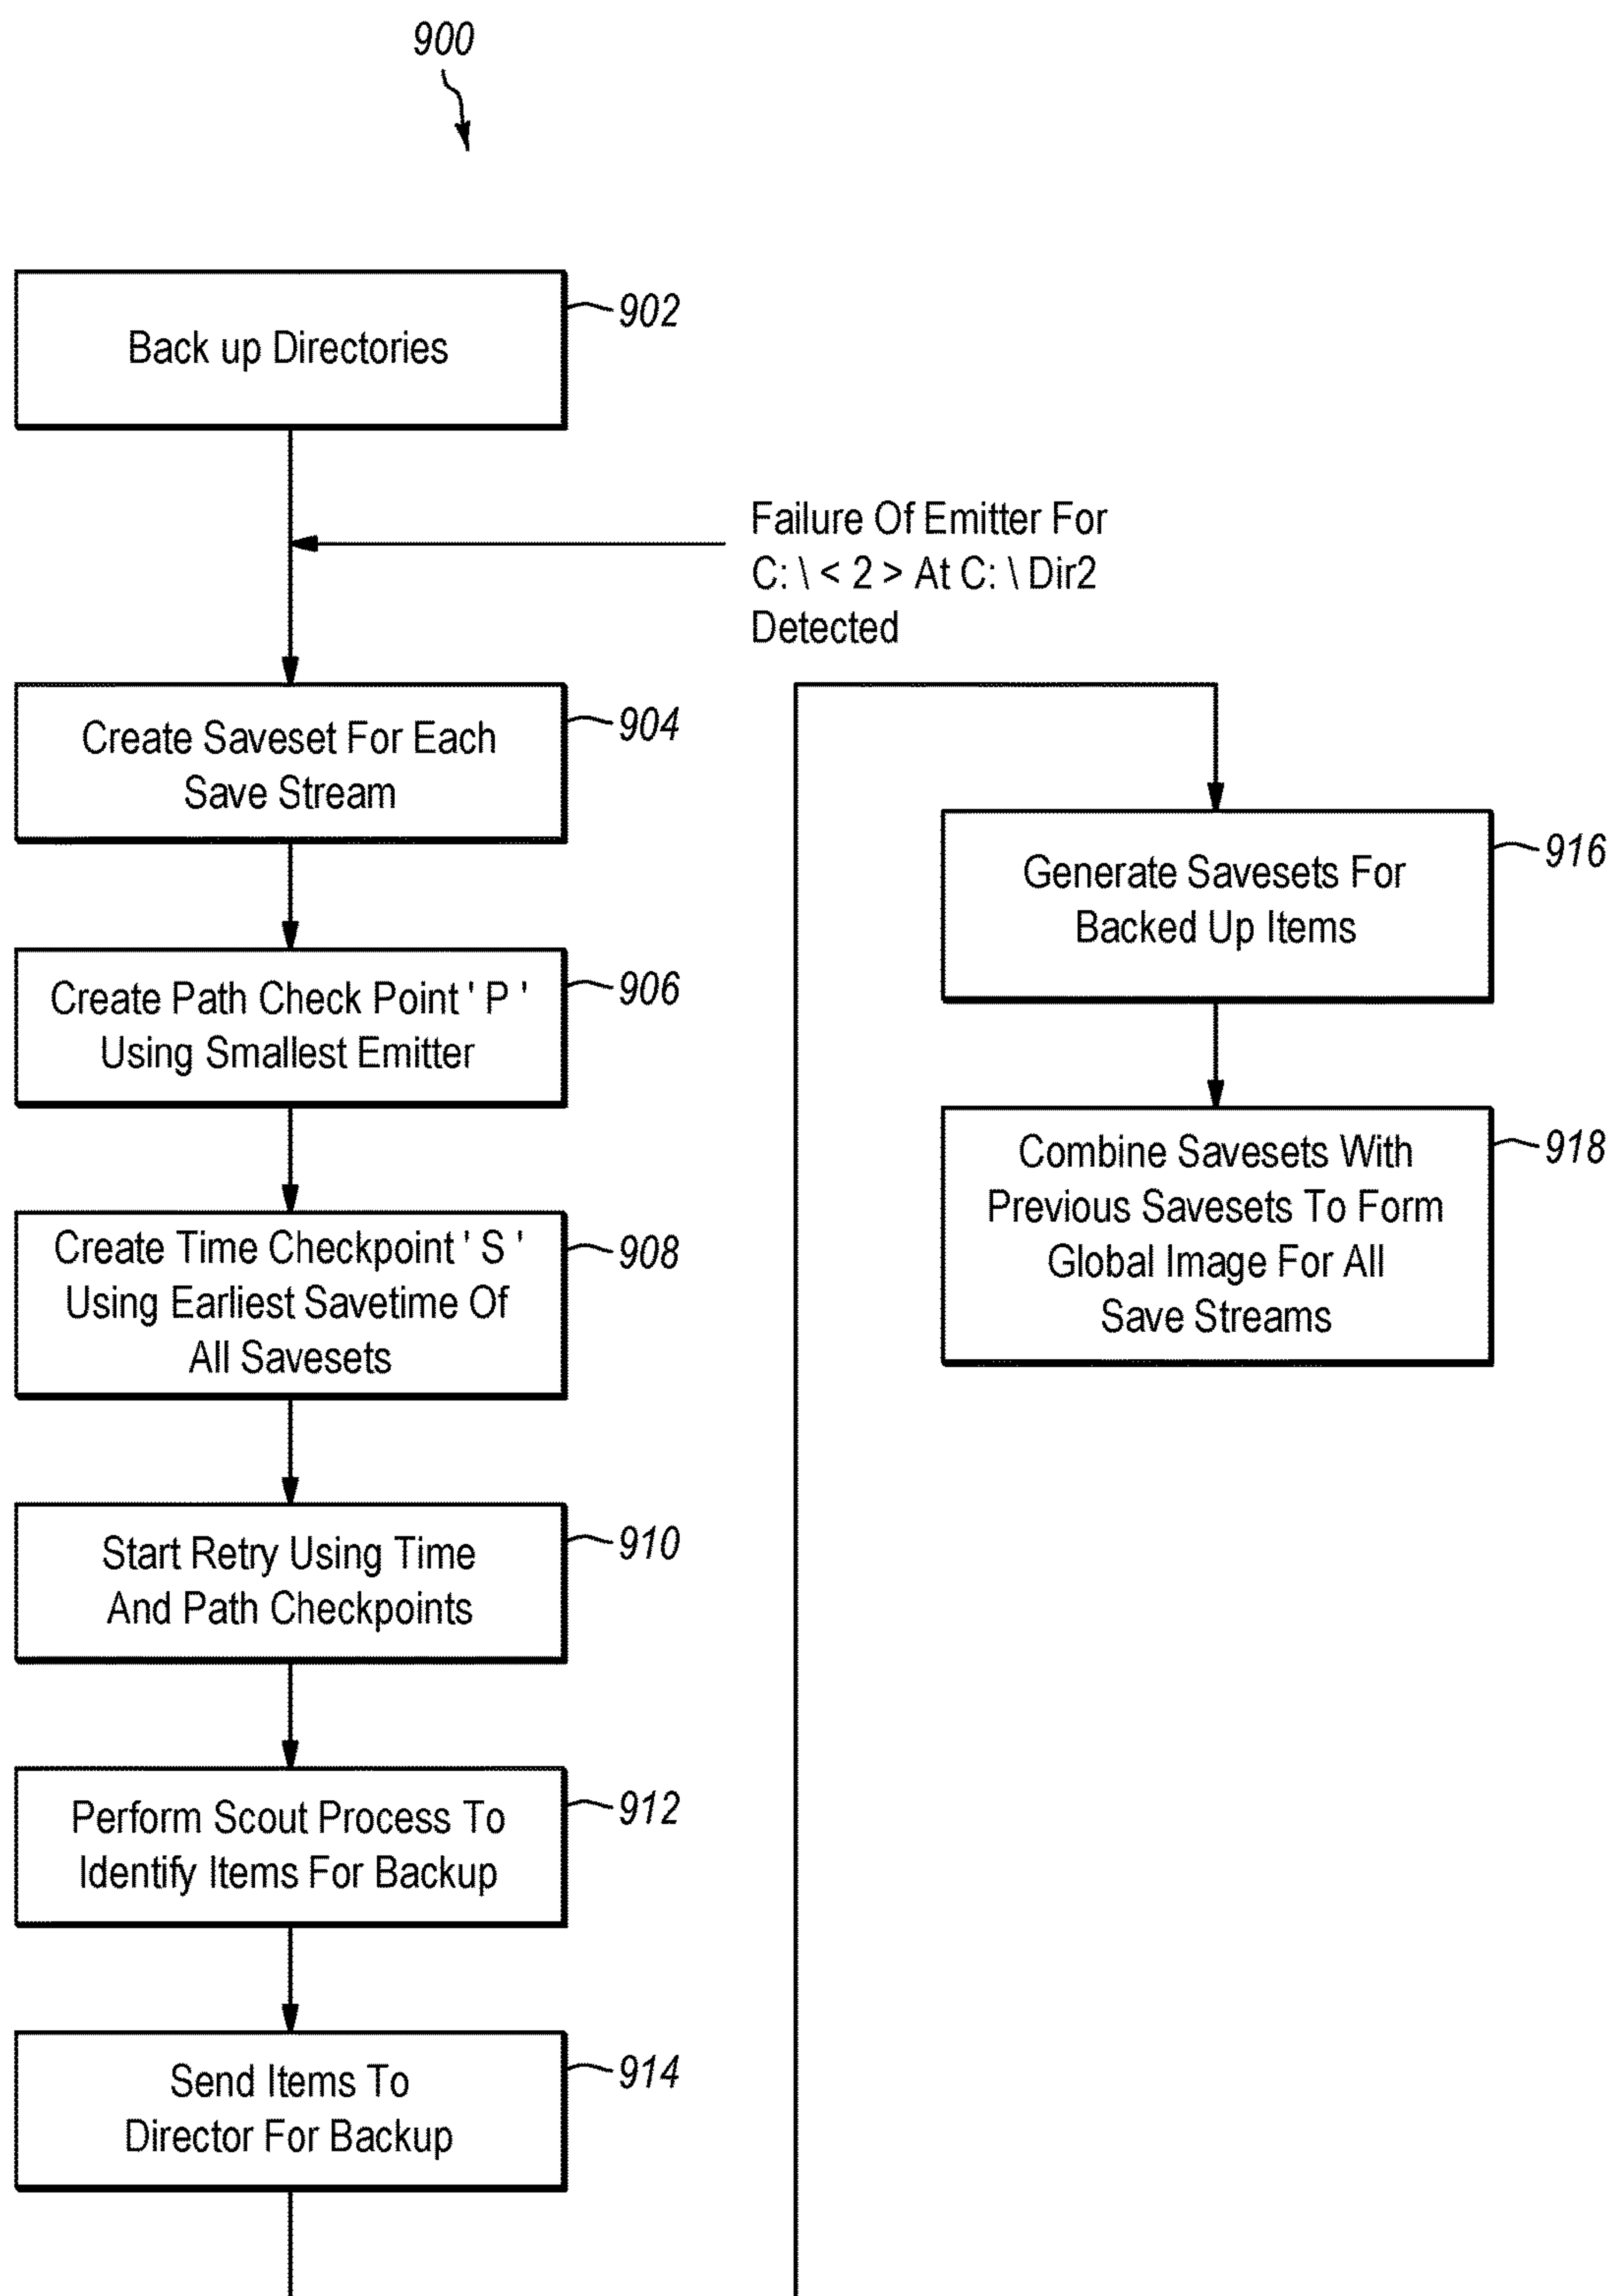 900
Back up Directories
902
Failure Of Emitter For
C: \ < 2 > At C: \ Dir2
Detected
Create Saveset For Each
Save Stream
904
Create Path Check Point ' P '
Using Smallest Emitter
906
Create Time Checkpoint ' S '
Using Earliest Savetime Of
All Savesets
908
Start Retry Using Time
And Path Checkpoints
910
Perform Scout Process To
Identify Items For Backup
912
Send Items To
Director For Backup
914
Generate Savesets For
Backed Up Items
916
Combine Savesets With
Previous Savesets To Form
Global Image For All
Save Streams
918